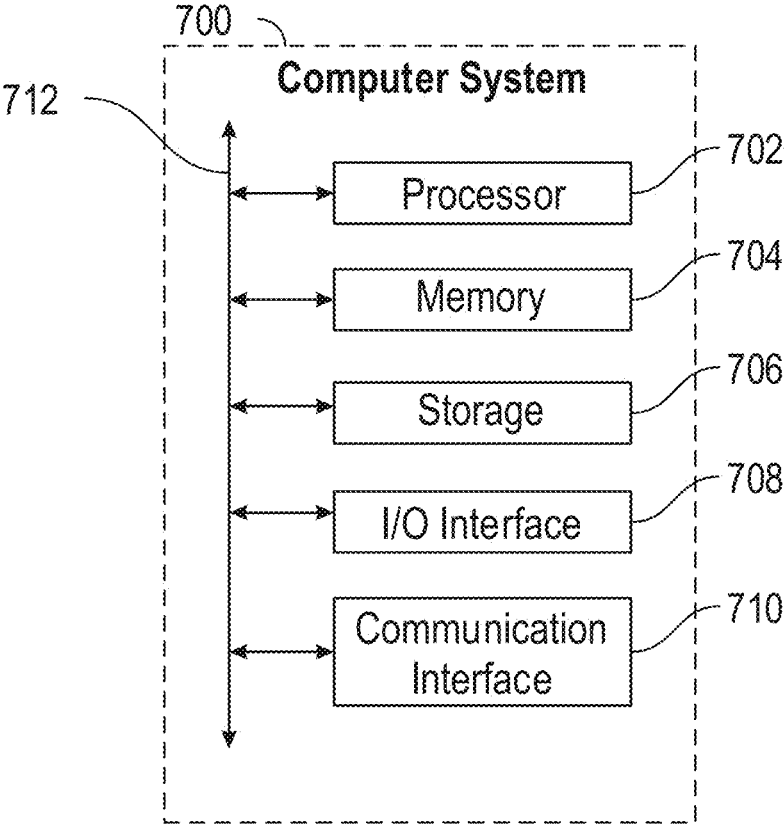 700
Computer System
712
Processor
702
Memory
704
Storage
706
I/O Interface
708
Communication
Interface
710